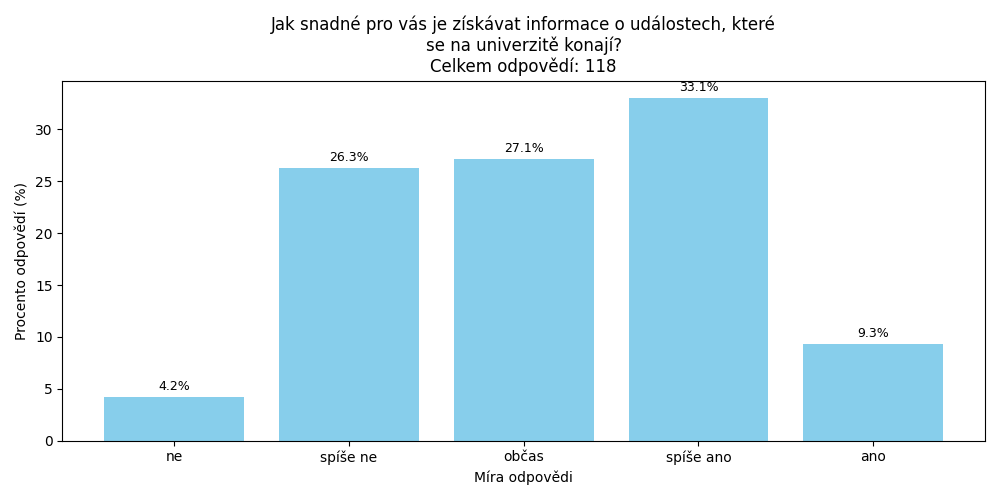 Jak snadné pro vás je získávat informace o událostech, které
se na univerzitě konají?
Celkem odpovědí: 118
Procento odpovědí (%)
30
25
20
15
10
5
0
4.2%
26.3%
27.1%
33.1%
9.3%
ne
spíše ne
občas
spíše ano
ano
Míra odpovědi